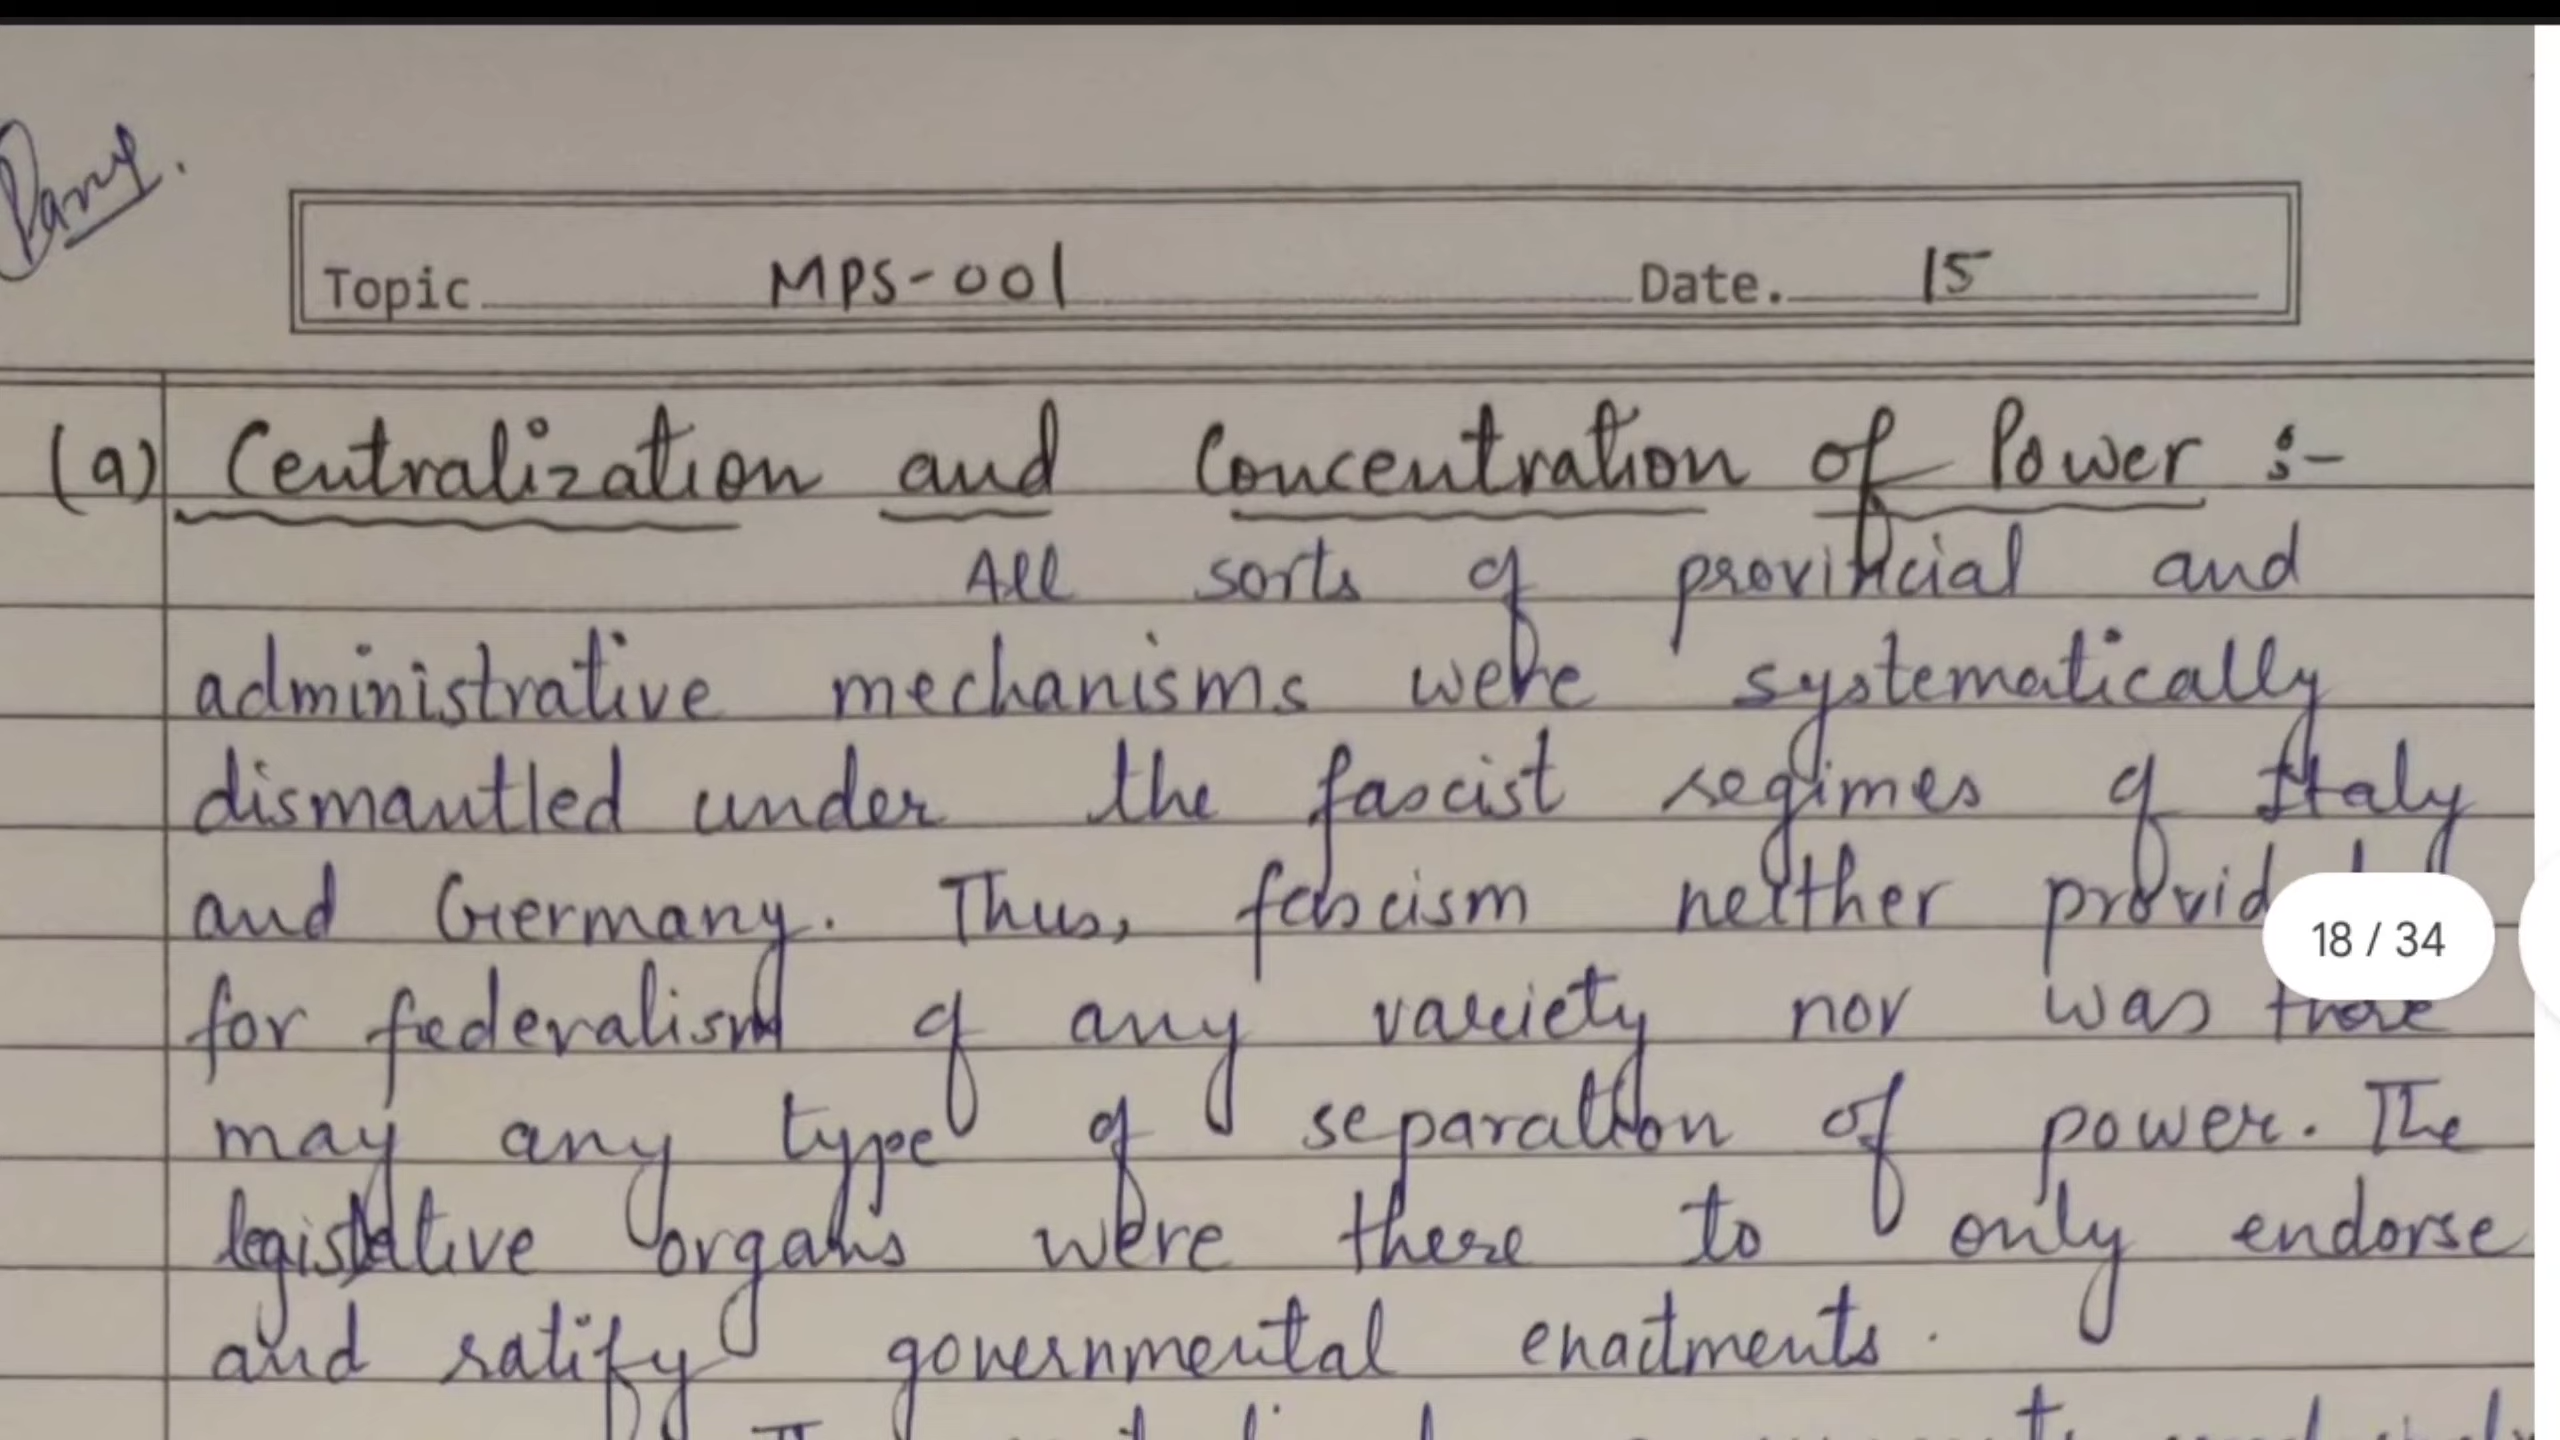 Topic MPS-001 Date. 15
(a) Centralization and Concentration of Power :-
All sorts of provincial and
administrative mechanisms were systematically
dismantled under the fascist regimes of Italy
and Germany. Thus, fascism neither provid
18 / 34
for federalism of any variety nor was there
may any type of separation of power. The
legislative organs were there to only endorse
and ratify governmental enactments.